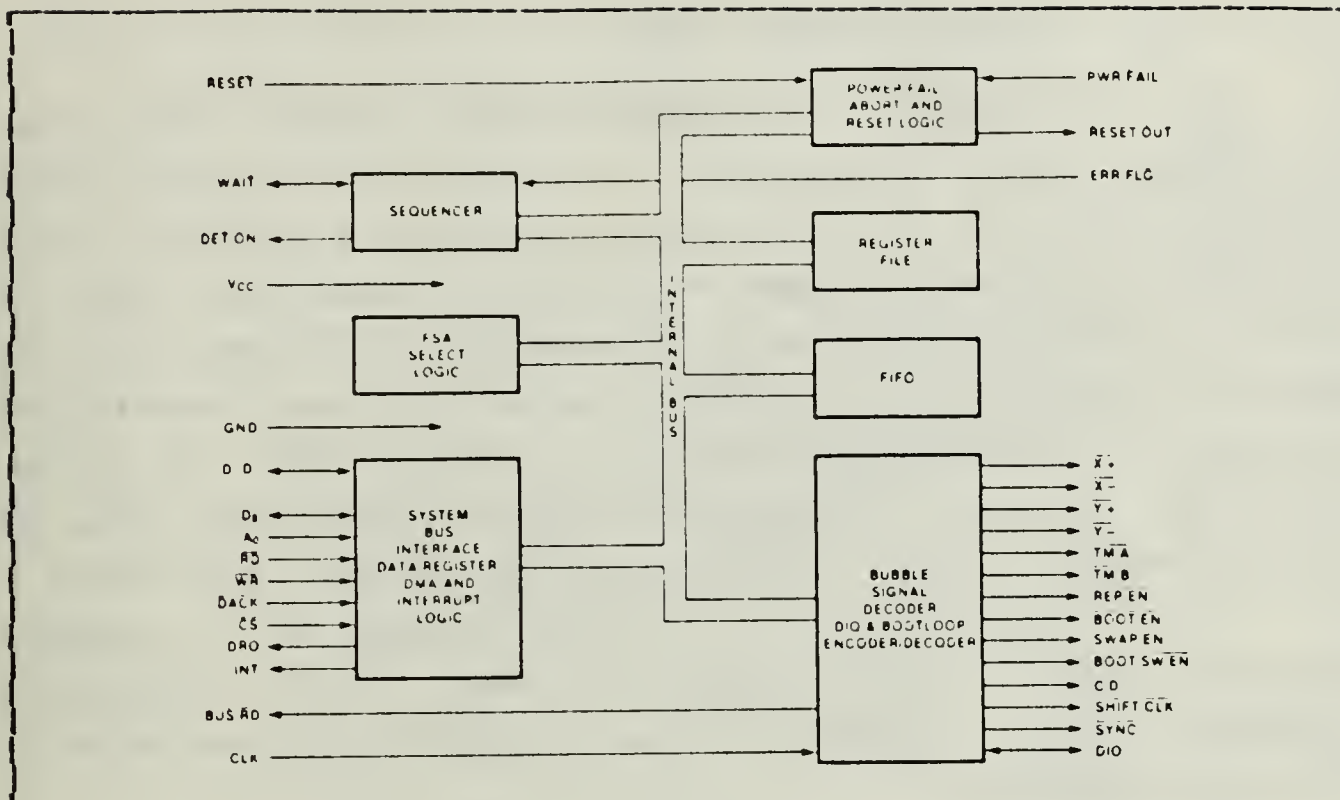 RESET
PWR FAIL
POWER FAIL
ABORT AND
RESET LOGIC
RESET OUT
ERR FLG
WAIT
SEQUENCER
DET ON
REGISTER
FILE
VCC
INTERNAL BUS
FSA
SELECT
LOGIC
FIFO
GND
D D
D8
A0
RD
WR
DACK
CS
DRO
INT
SYSTEM
BUS
INTERFACE
DATA REGISTER
DMA AND
INTERRUPT
LOGIC
BUBBLE
SIGNAL
DECODER
DIO & BOOTLOOP
ENCODER/DECODER
X+
X-
Y+
Y-
TM A
TM B
REP EN
BOOT EN
SWAP EN
BOOT SW EN
C D
SHIFT CLK
SYNC
DIO
BUS RD
CLK